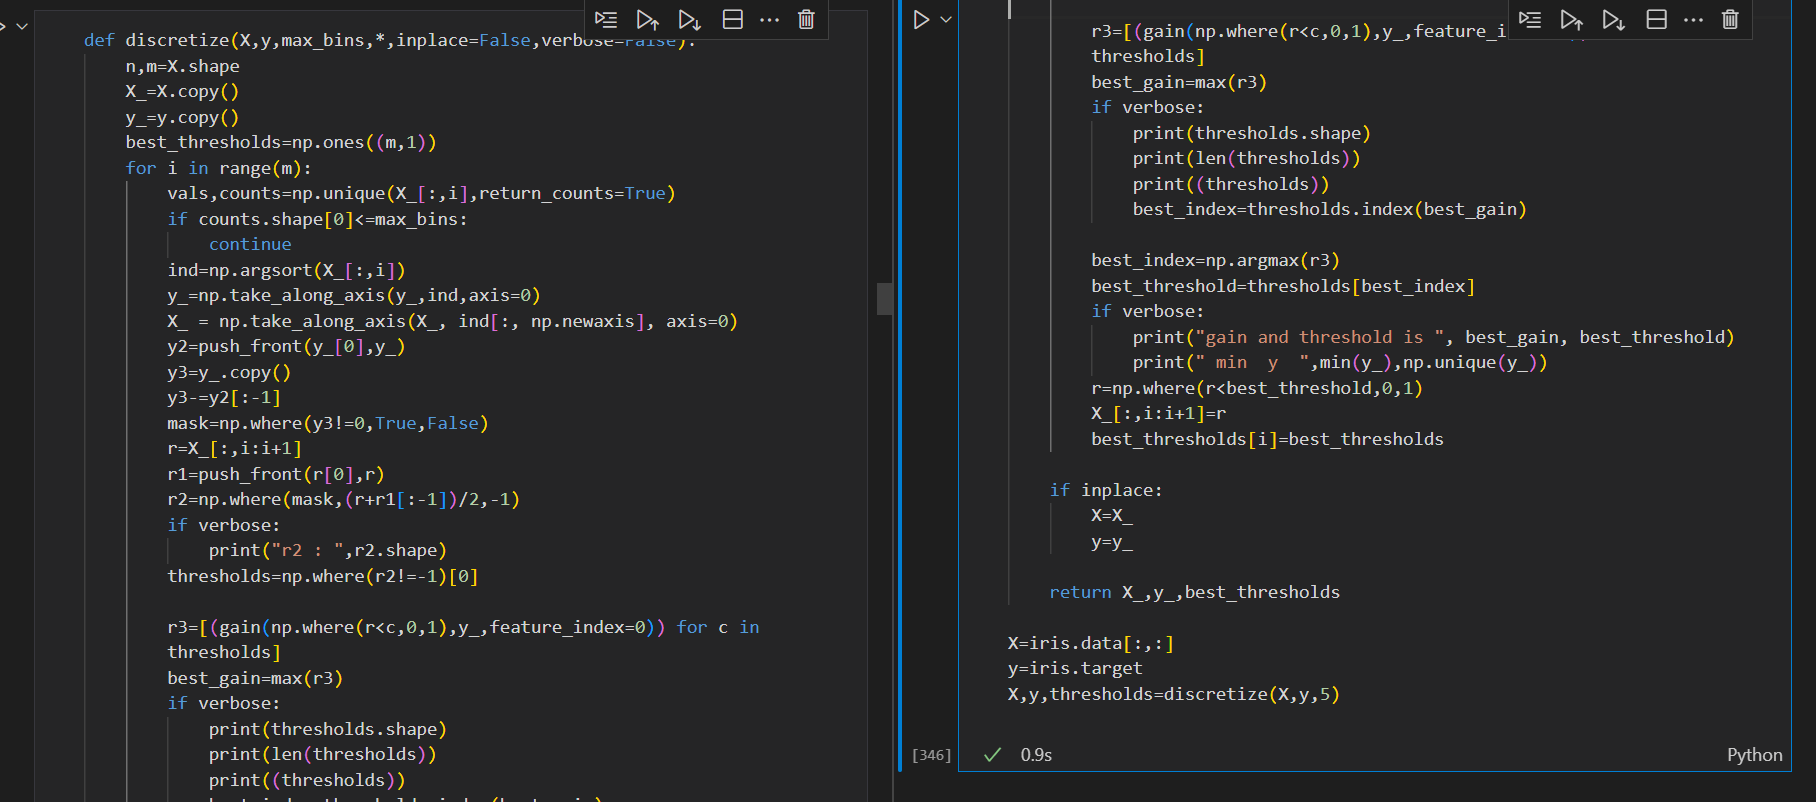 def discretize(X,y,max_bins,*,inplace=False,verbose=False):
n,m=X.shape
X_=X.copy()
y_=y.copy()
best_thresholds=np.ones((m,1))
for i in range(m):
vals,counts=np.unique(X_[:,i],return_counts=True)
if counts.shape[0]<=max_bins:
continue
ind=np.argsort(X_[:,i])
y_=np.take_along_axis(y_,ind,axis=0)
X_ = np.take_along_axis(X_, ind[:, np.newaxis], axis=0)
y2=push_front(y_[0],y_)
y3=y_.copy()
y3-=y2[:-1]
mask=np.where(y3!=0,True,False)
r=X_[:,i:i+1]
r1=push_front(r[0],r)
r2=np.where(mask,(r+r1[:-1])/2,-1)
if verbose:
print("r2 : ",r2.shape)
thresholds=np.where(r2!=-1)[0]
r3=[(gain(np.where(r<c,0,1),y_,feature_index=0)) for c in
thresholds]
best_gain=max(r3)
if verbose:
print(thresholds.shape)
print(len(thresholds))
print((thresholds))
r3=[(gain(np.where(r<c,0,1),y_,feature_i
thresholds]
best_gain=max(r3)
if verbose:
print(thresholds.shape)
print(len(thresholds))
print((thresholds))
best_index=thresholds.index(best_gain)
best_index=np.argmax(r3)
best_threshold=thresholds[best_index]
if verbose:
print("gain and threshold is ", best_gain, best_threshold)
print(" min  y  ",min(y_),np.unique(y_))
r=np.where(r<best_threshold,0,1)
X_[:,i:i+1]=r
best_thresholds[i]=best_thresholds
if inplace:
X=X_
y=y_
return X_,y_,best_thresholds
X=iris.data[:,:]
y=iris.target
X,y,thresholds=discretize(X,y,5)
[346] 0.9s Python